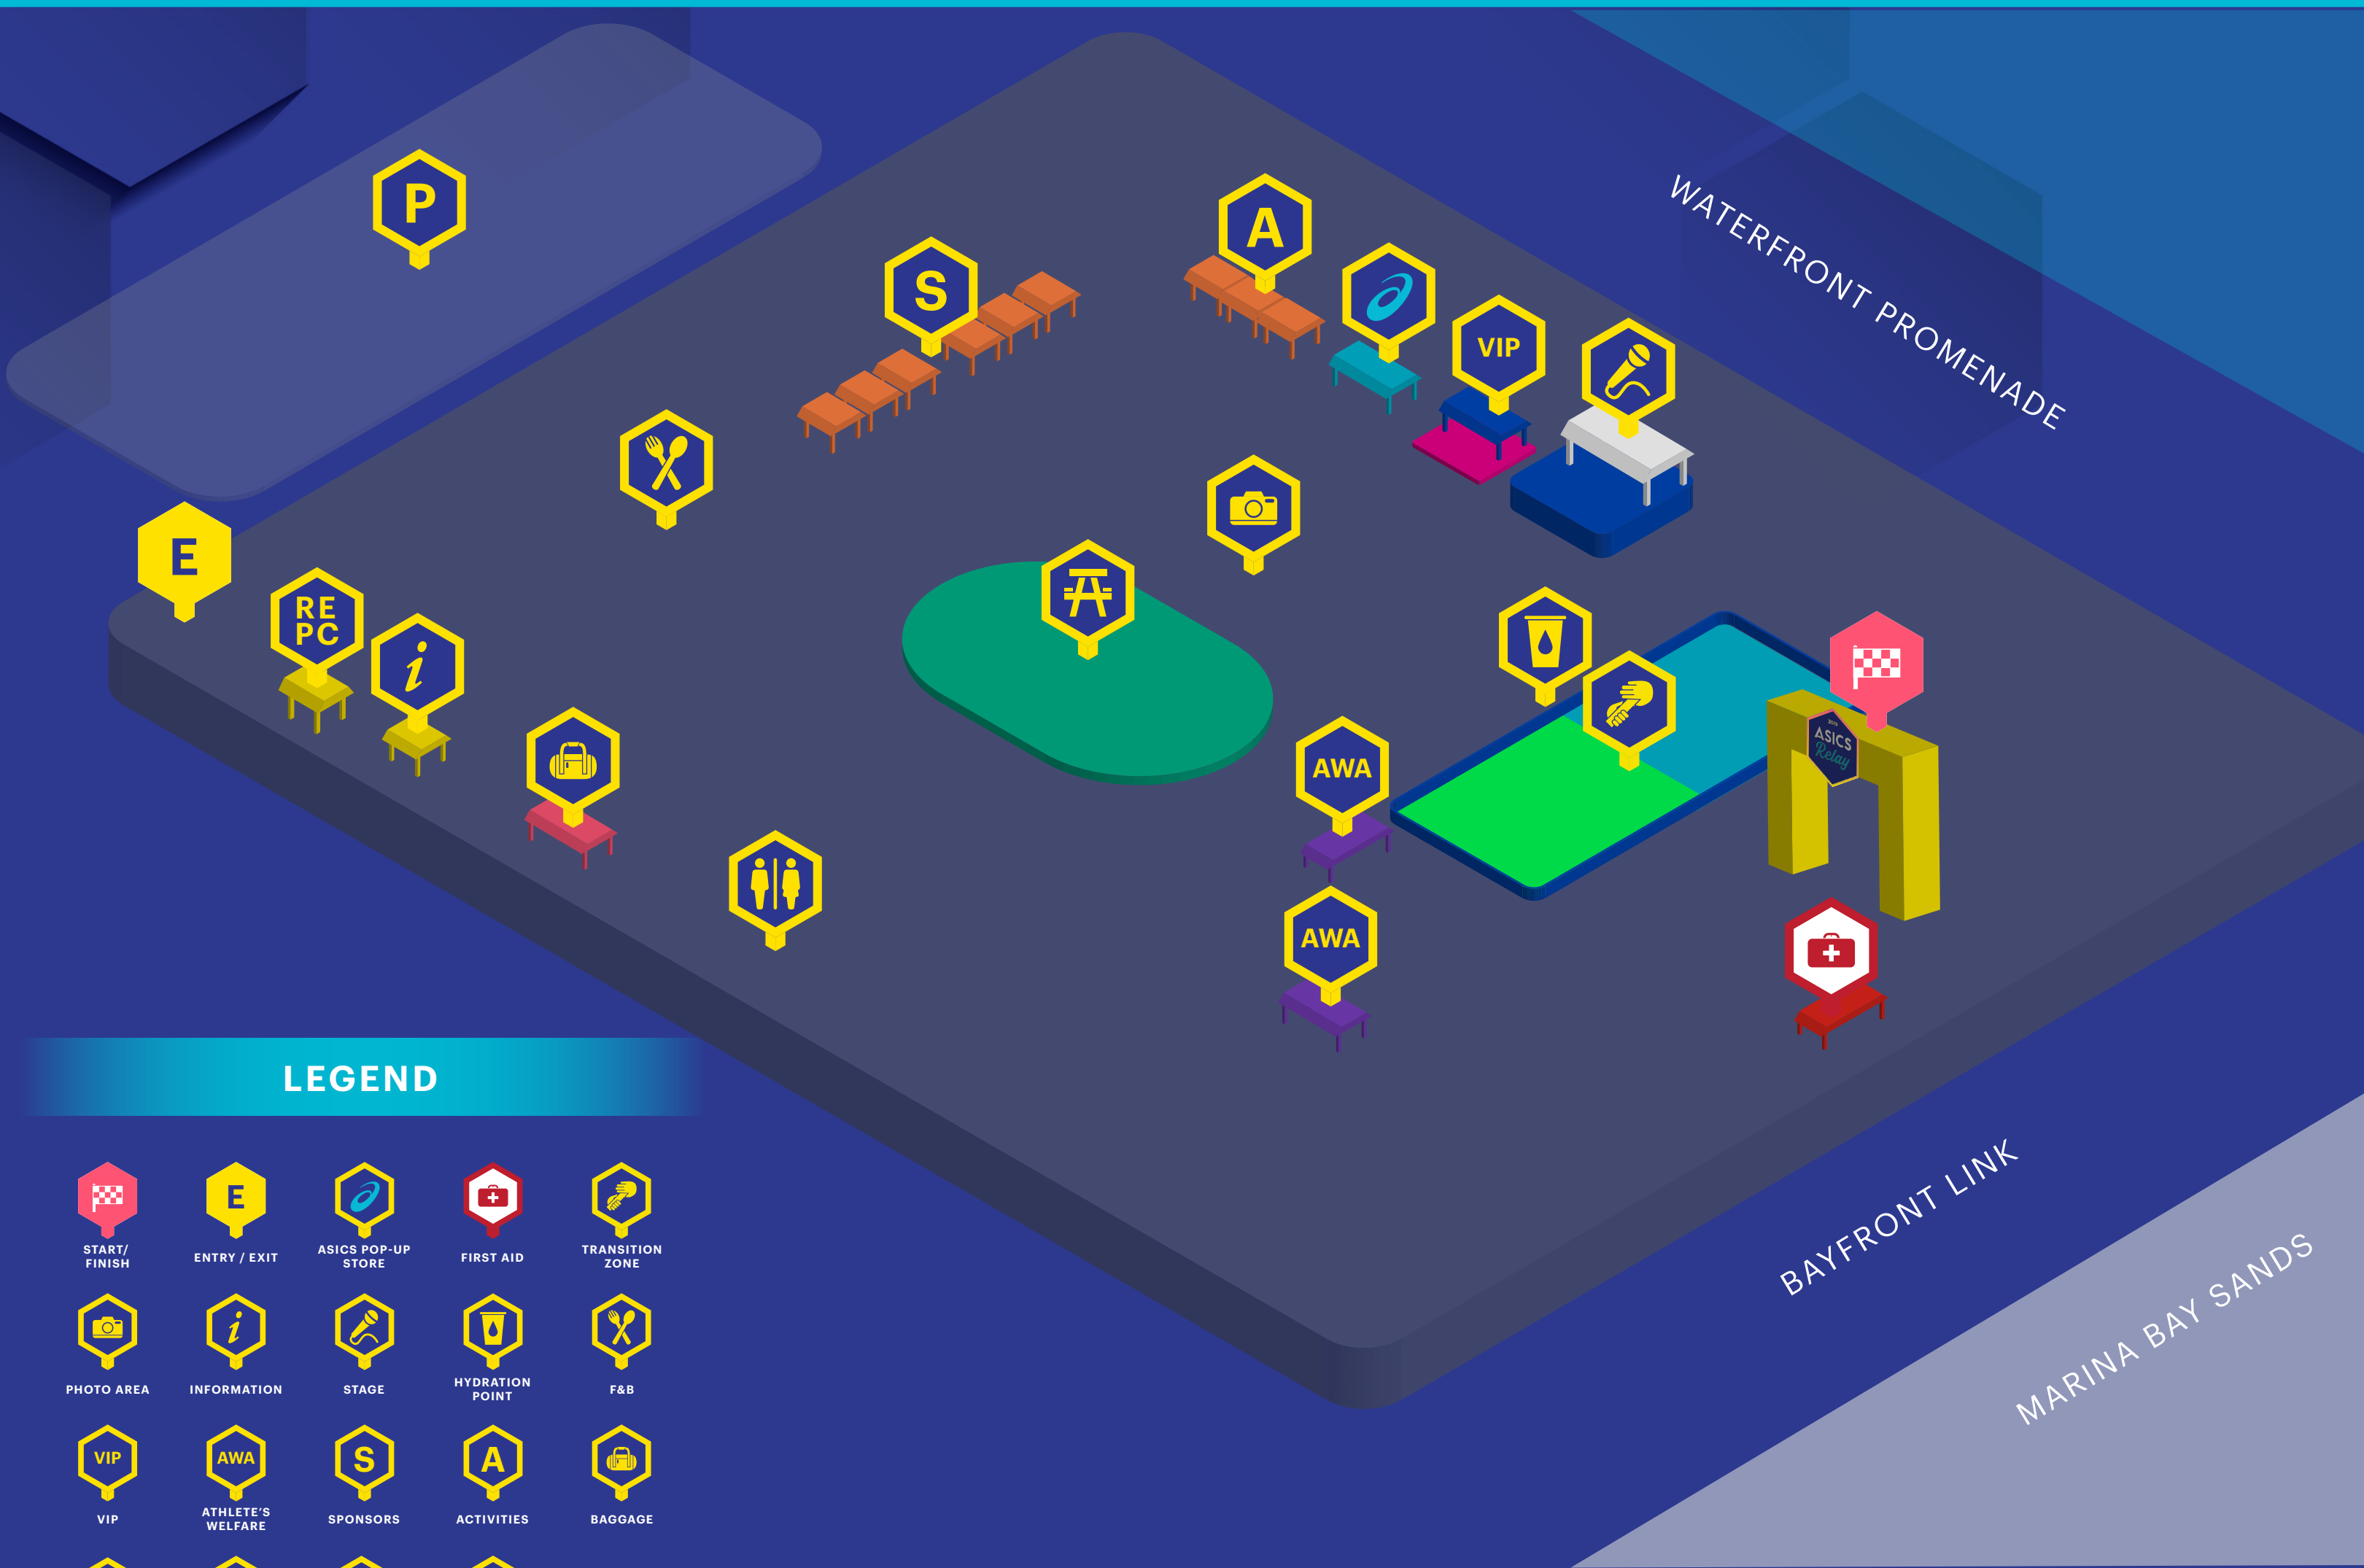 P
A
S
VIP
WATERFRONT PROMENADE
E
RE
PC
i
AWA
2019
ASICS
Relay
AWA
LEGEND
E
START/
FINISH
ENTRY / EXIT
ASICS POP-UP
STORE
FIRST AID
TRANSITION
ZONE
i
PHOTO AREA
INFORMATION
STAGE
HYDRATION
POINT
F&B
VIP
AWA
S
A
VIP
ATHLETE'S
WELFARE
SPONSORS
ACTIVITIES
BAGGAGE
BAYFRONT LINK
MARINA BAY SANDS